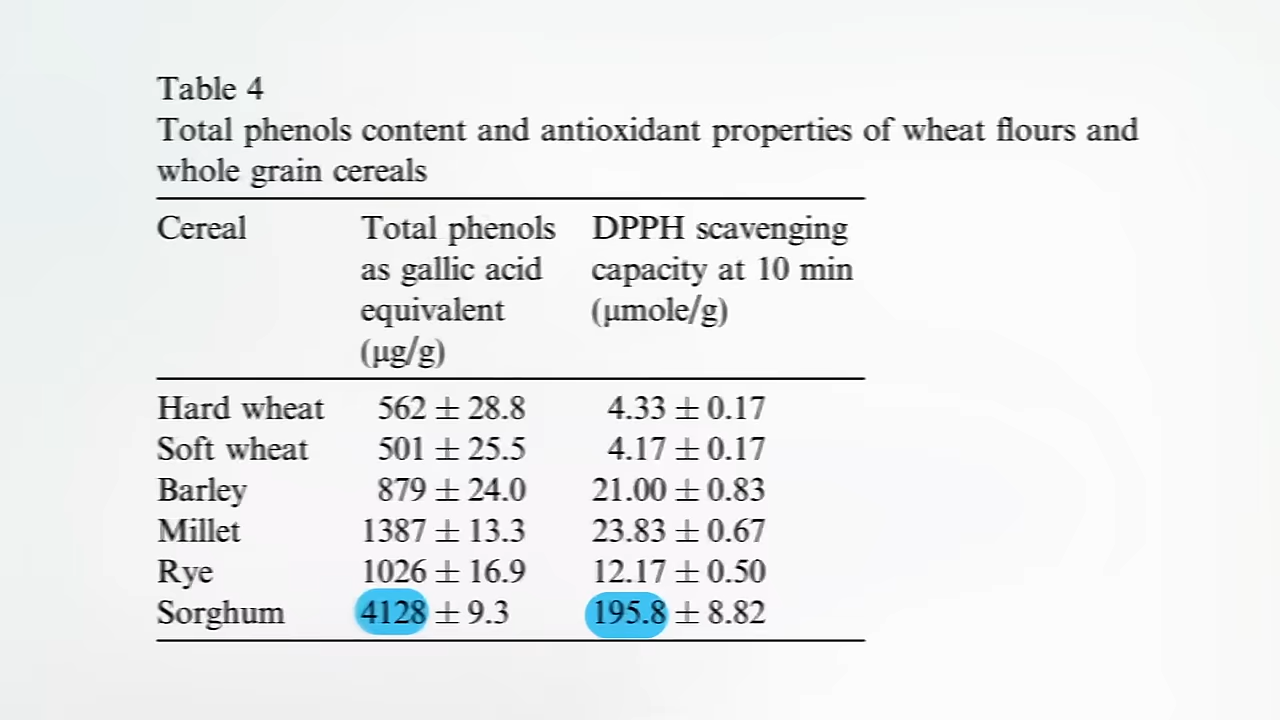 Table 4
Total phenols content and antioxidant properties of wheat flours and
whole grain cereals
Cereal Total phenols DPPH scavenging
as gallic acid capacity at 10 min
equivalent (μmole/g)
(μg/g)
Hard wheat 562 ± 28.8 4.33 ± 0.17
Soft wheat 501 ± 25.5 4.17 ± 0.17
Barley 879 ± 24.0 21.00 ± 0.83
Millet 1387 ± 13.3 23.83 ± 0.67
Rye 1026 ± 16.9 12.17 ± 0.50
Sorghum 4128 ± 9.3 195.8 ± 8.82